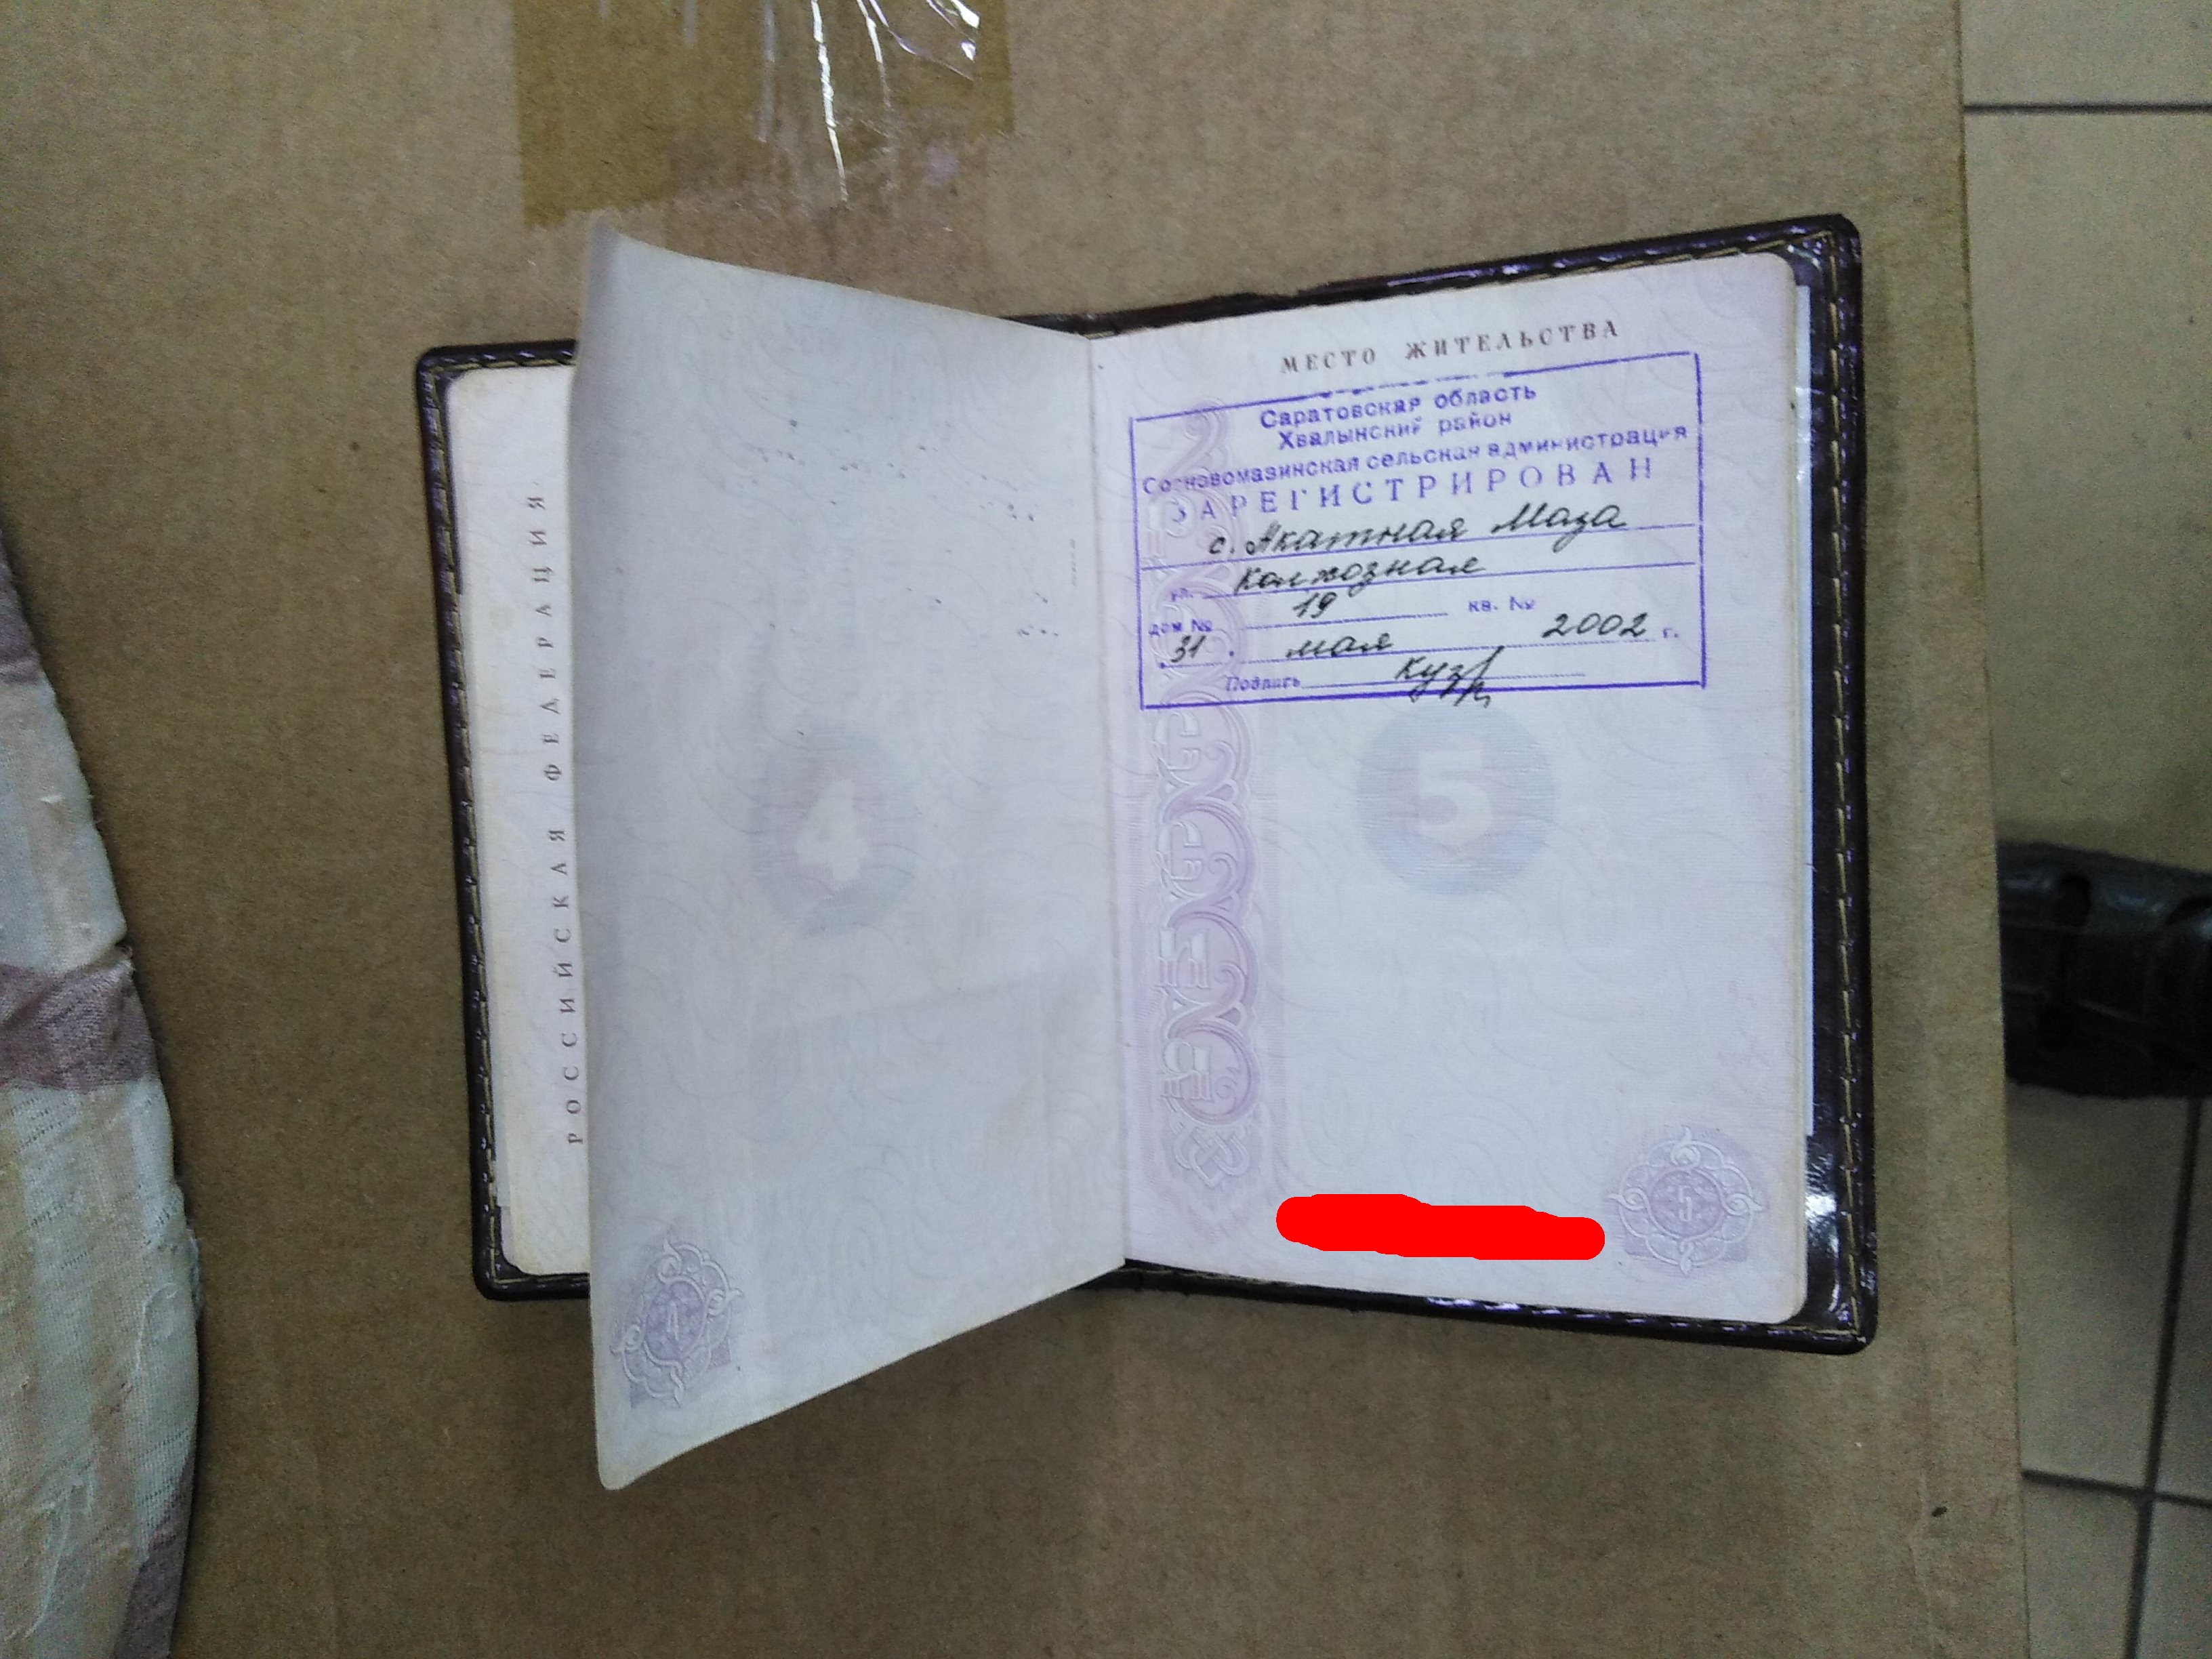 РОССИЙСКАЯ ФЕДЕРАЦИЯ
4
4
МЕСТО ЖИТЕЛЬСТВА
Саратовская область
Хвалынский район
Сосновомазинская сельская администрация
ЗАРЕГИСТРИРОВАН
с. Акатная Маза
ул. Колхозная
дом № 19 кв. №
31 мая 2002 г.
Подпись
5
5